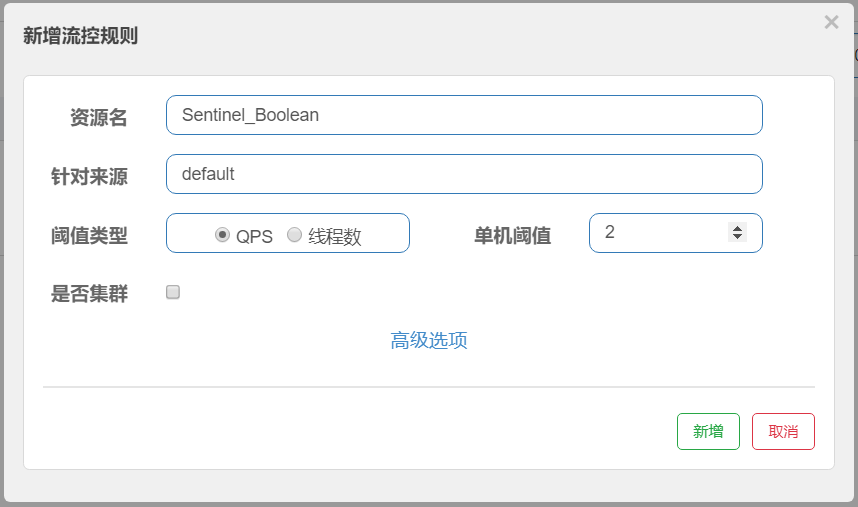 新增流控规则
×
资源名 Sentinel_Boolean
针对来源 default
阈值类型 QPS 线程数 单机阈值 2
是否集群
高级选项
新增 取消